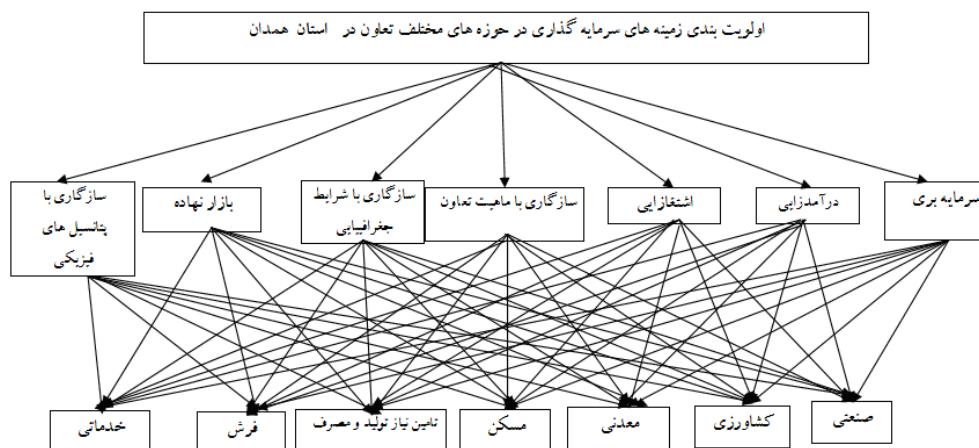 اولویت بندی زمینه های سرمایه گذاری در حوزه های مختلف تعاون در استان همدان
سرمایه بری
درآمدزایی
اشتغازایی
سازگاری با ماهیت تعاون
سازگاری با شرایط
جغرافیایی
بازار نهاده
سازگاری با
پتانسیل های
فیزیکی
صنعتی
کشاورزی
معدنی
مسکن
تامین نیاز تولید و مصرف
فرش
خدماتی